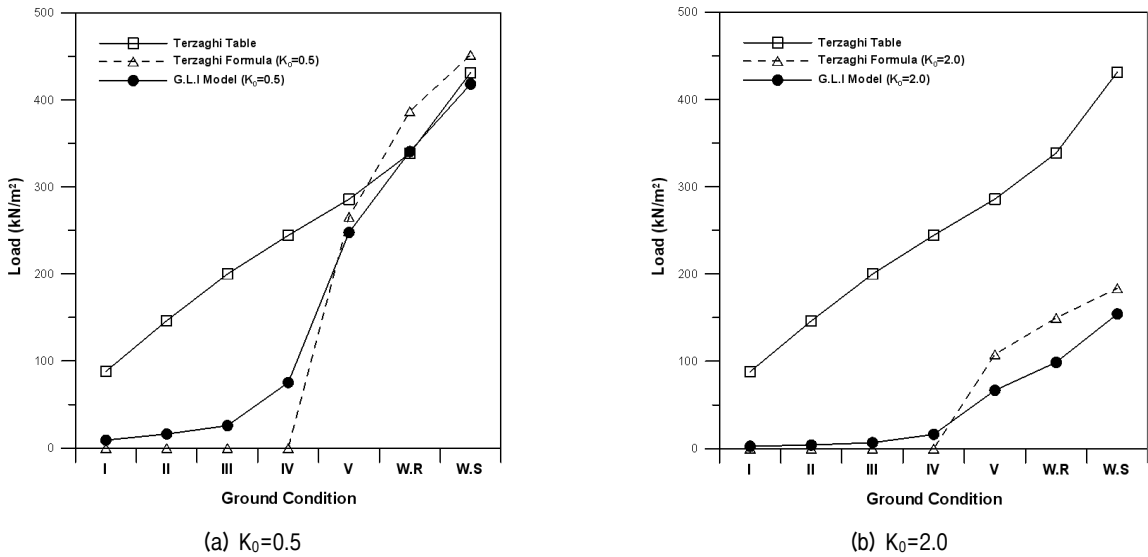 500
400
300
200
100
0
Load (kN/m²)
Terzaghi Table
Terzaghi Formula (K₀=0.5)
G.L.I Model (K₀=0.5)
I II III IV V W.R W.S
Ground Condition
(a) K₀=0.5
500
400
300
200
100
0
Load (kN/m²)
Terzaghi Table
Terzaghi Formula (K₀=2.0)
G.L.I Model (K₀=2.0)
I II III IV V W.R W.S
Ground Condition
(b) K₀=2.0